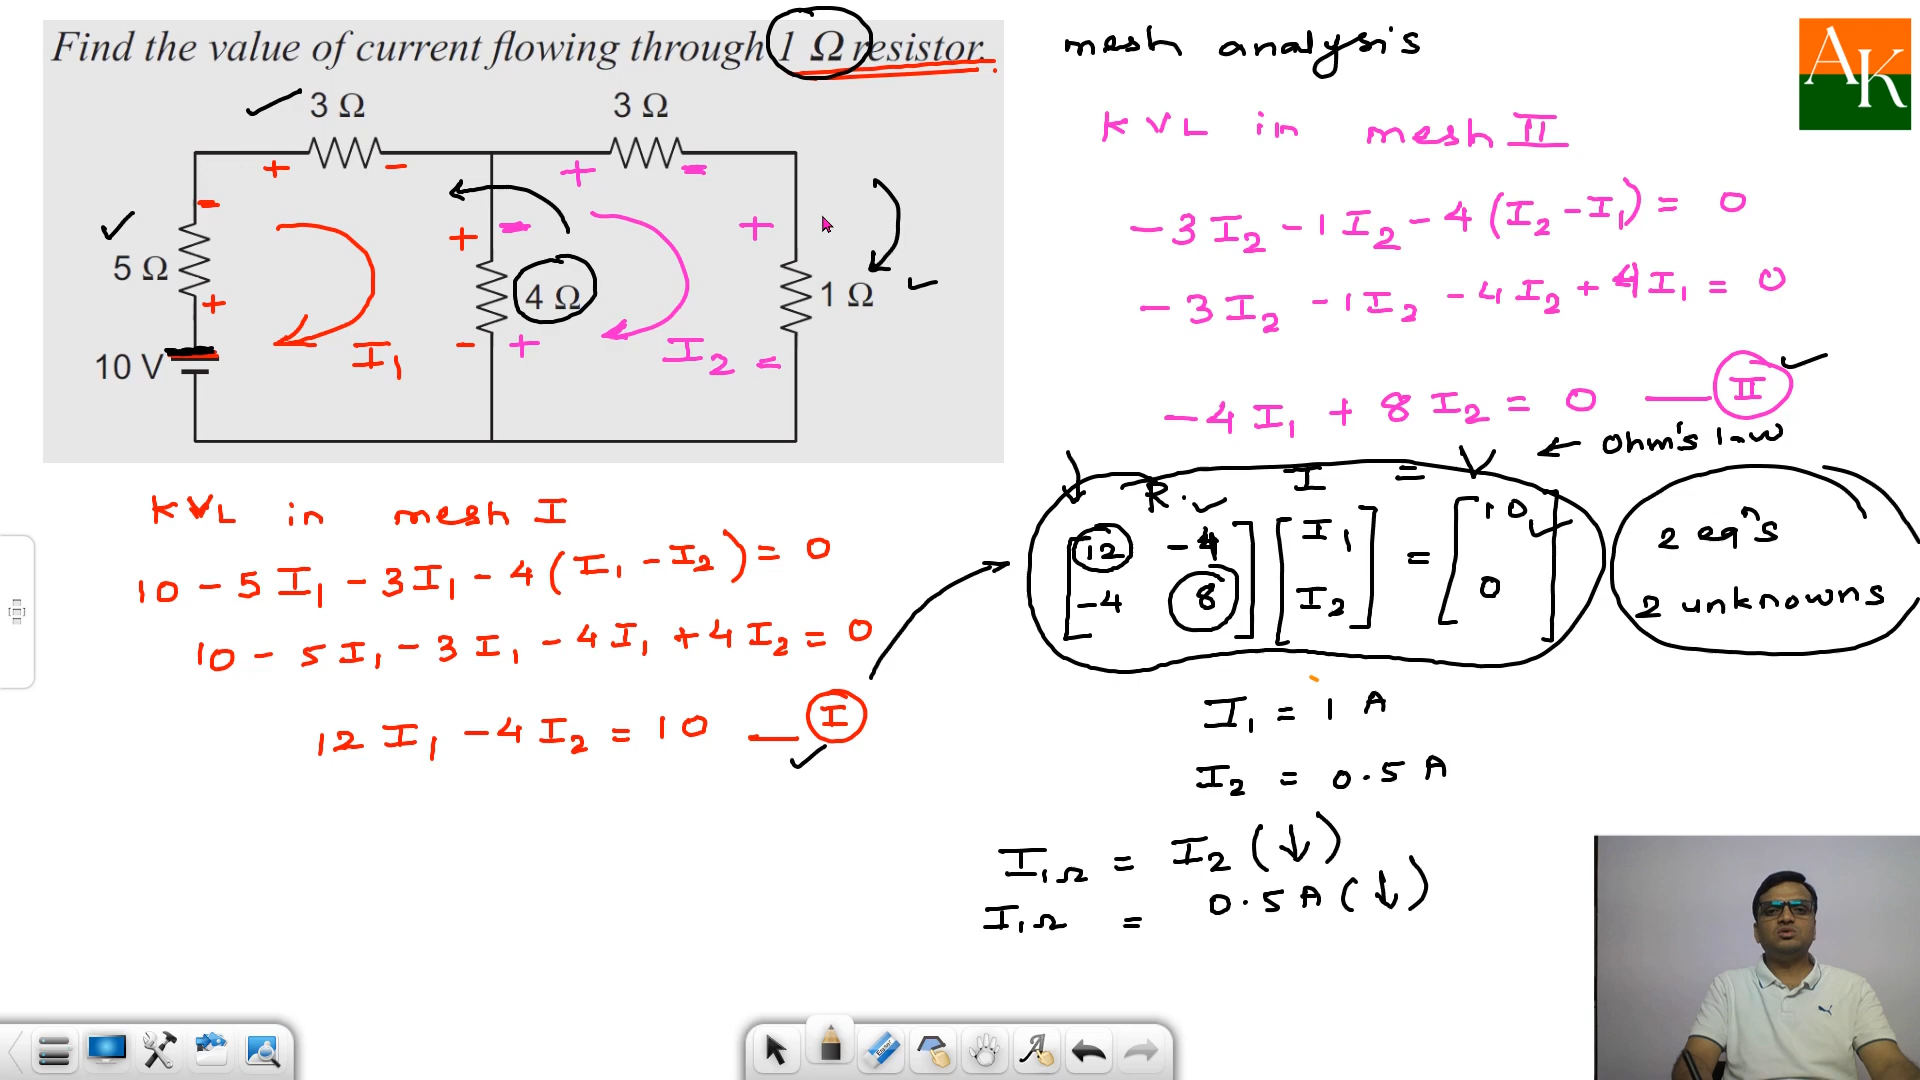 Find the value of current flowing through 1 Ω resistor.
3 Ω
3 Ω
+ - + -
- - +
5 Ω
+
+
4 Ω
1 Ω
10 V
I₁
- +
I₂ =
KVL in mesh I
10 - 5I₁ - 3I₁ - 4(I₁ - I₂) = 0
10 - 5I₁ - 3I₁ - 4I₁ + 4I₂ = 0
12 I₁ - 4I₂ = 10 — I
mesh analysis
AK
KVL in mesh II
-3I₂ - 1I₂ - 4(I₂ - I₁) = 0
-3I₂ - 1I₂ - 4I₂ + 4I₁ = 0
-4I₁ + 8I₂ = 0 — II
← Ohm's law
R . I = V
12 -4 I₁ = 10
-4 8 I₂ 0
2 eqⁿs
2 unknowns
I₁ = 1 A
I₂ = 0.5 A
I₁Ω = I₂ (↓)
I₁Ω = 0.5 A (↓)
Eraser
A